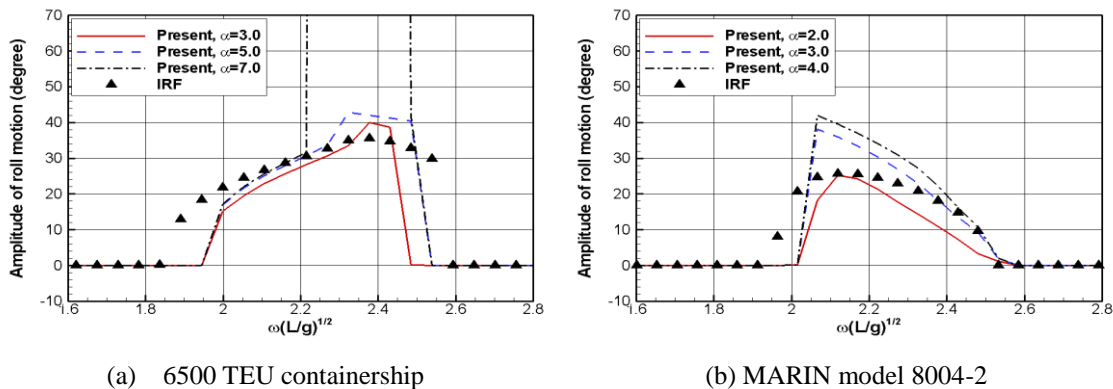 Amplitude of roll motion (degree)
70
60
50
40
30
20
10
0
-10
Present, α=3.0
Present, α=5.0
Present, α=7.0
IRF
1.6 1.8 2 2.2 2.4 2.6 2.8
ω(L/g)^1/2
(a) 6500 TEU containership
Amplitude of roll motion (degree)
70
60
50
40
30
20
10
0
-10
Present, α=2.0
Present, α=3.0
Present, α=4.0
IRF
1.6 1.8 2 2.2 2.4 2.6 2.8
ω(L/g)^1/2
(b) MARIN model 8004-2